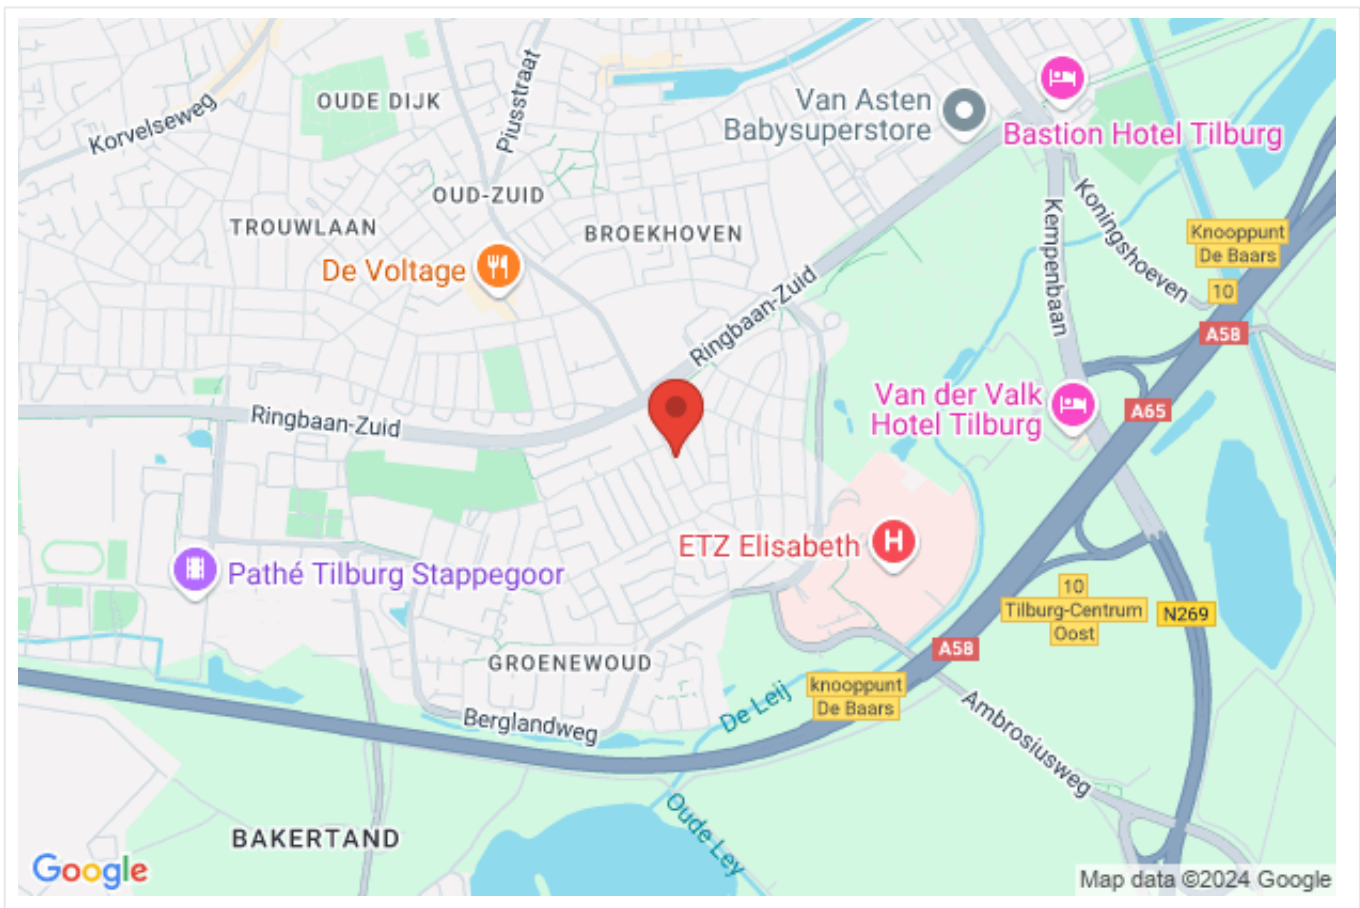 Korvelseweg
OUDE DIJK
Piusstraat
Van Asten
Babysuperstore
Bastion Hotel Tilburg
OUD-ZUID
TROUWLAAN
BROEKHOVEN
Koningshoeven
Kempenbaan
Knooppunt
De Baars
10
A58
De Voltage
Ringbaan-Zuid
Ringbaan-Zuid
Van der Valk
Hotel Tilburg
A65
ETZ Elisabeth
H
Pathé Tilburg Stappegoor
10
Tilburg-Centrum
Oost
N269
A58
GROENEWOUD
knooppunt
De Baars
De Leij
Berglandweg
Ambrosiusweg
Oude Ley
BAKERTAND
Google
Map data ©2024 Google